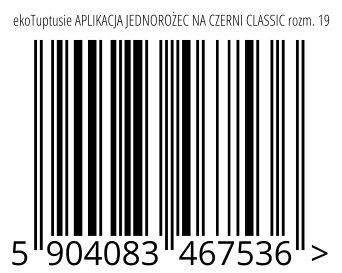 ekoTuptusie APLIKACJA JEDNOROŻEC NA CZERNI CLASSIC rozm. 19
5 904083 467536 >